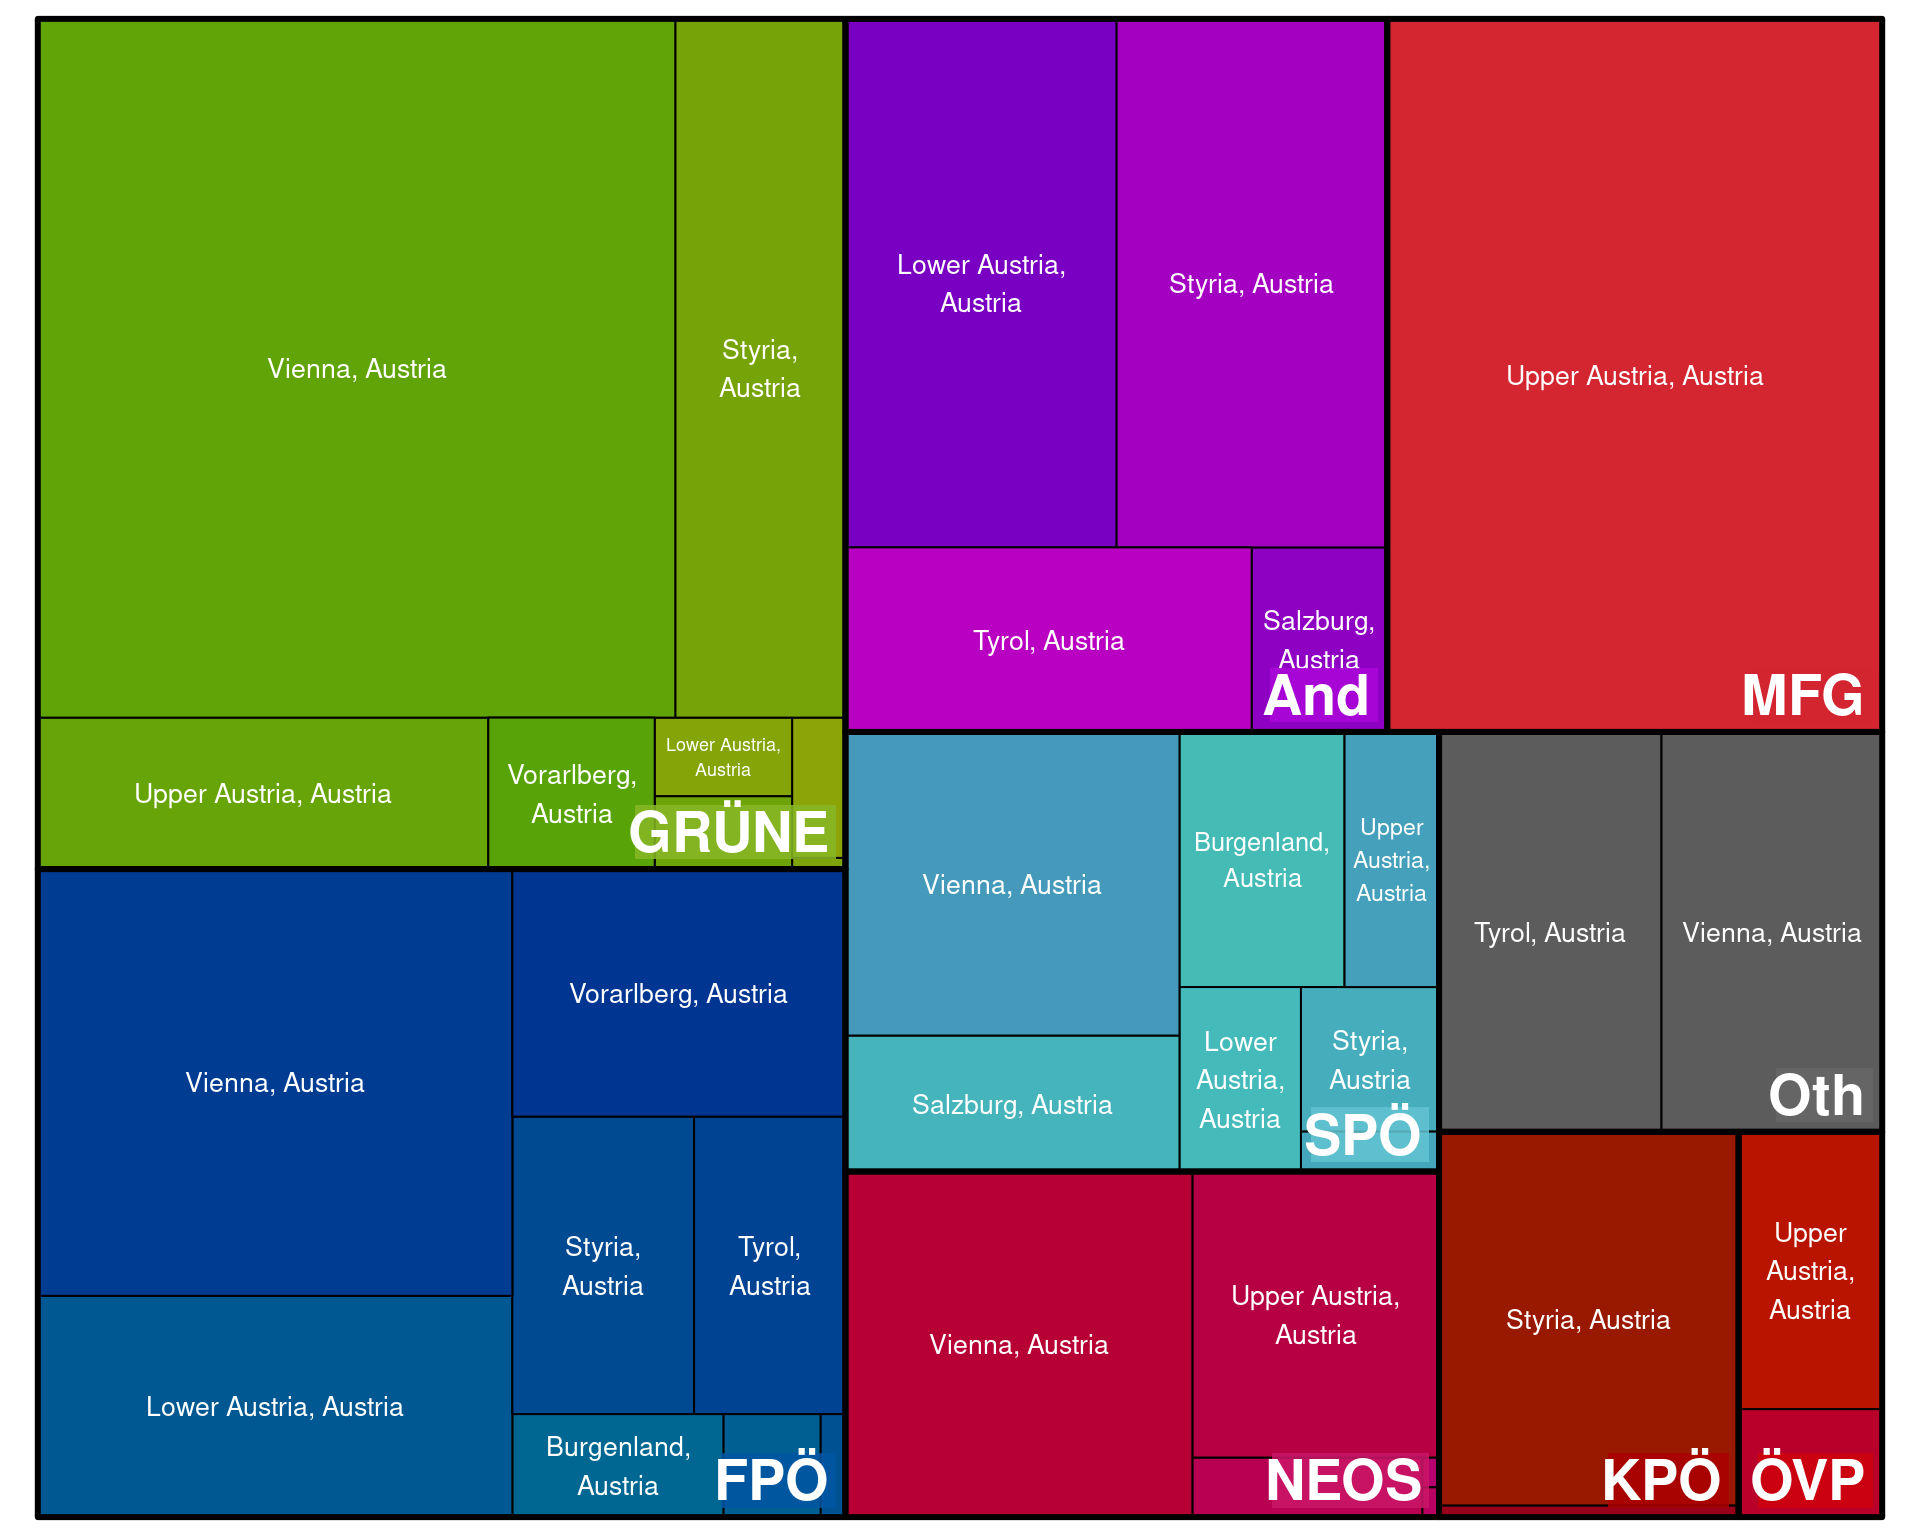 Vienna, Austria
Styria,
Austria
Upper Austria, Austria
Vorarlberg,
Austria
Lower Austria,
Austria
GRÜNE
Vienna, Austria
Vorarlberg, Austria
Styria,
Austria
Tyrol,
Austria
Lower Austria, Austria
Burgenland,
Austria
FPÖ
Lower Austria,
Austria
Styria, Austria
Tyrol, Austria
Salzburg,
Austria
And
Upper Austria, Austria
MFG
Vienna, Austria
Burgenland,
Austria
Upper
Austria,
Austria
Salzburg, Austria
Lower
Austria,
Austria
Styria,
Austria
SPÖ
Tyrol, Austria
Vienna, Austria
Oth
Vienna, Austria
Upper Austria,
Austria
NEOS
Styria, Austria
KPÖ
Upper
Austria,
Austria
ÖVP